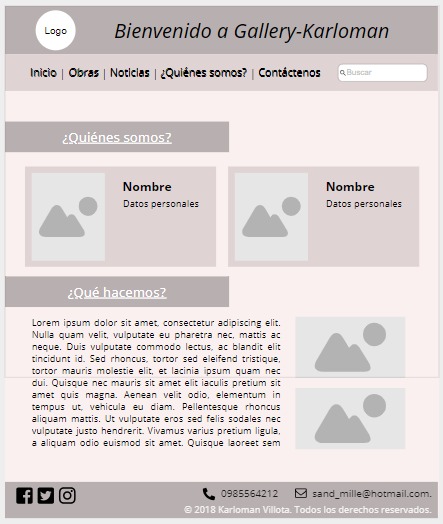 Logo
Bienvenido a Gallery-Karloman
Inicio | Obras | Noticias | ¿Quiénes somos? | Contáctenos
Buscar
¿Quiénes somos?
Nombre
Datos personales
Nombre
Datos personales
¿Qué hacemos?
Lorem ipsum dolor sit amet, consectetur adipiscing elit.
Nulla quam velit, vulputate eu pharetra nec, mattis ac
neque. Duis vulputate commodo lectus, ac blandit elit
tincidunt id. Sed rhoncus, tortor sed eleifend tristique,
tortor mauris molestie elit, et lacinia ipsum quam nec
dui. Quisque nec mauris sit amet elit iaculis pretium sit
amet quis magna. Aenean velit odio, elementum in
tempus ut, vehicula eu diam. Pellentesque rhoncus
aliquam mattis. Ut vulputate eros sed felis sodales nec
vulputate justo hendrerit. Vivamus varius pretium ligula,
a aliquam odio euismod sit amet. Quisque laoreet sem
0985564212
sand_mille@hotmail.com.
© 2018 Karloman Villota. Todos los derechos reservados.